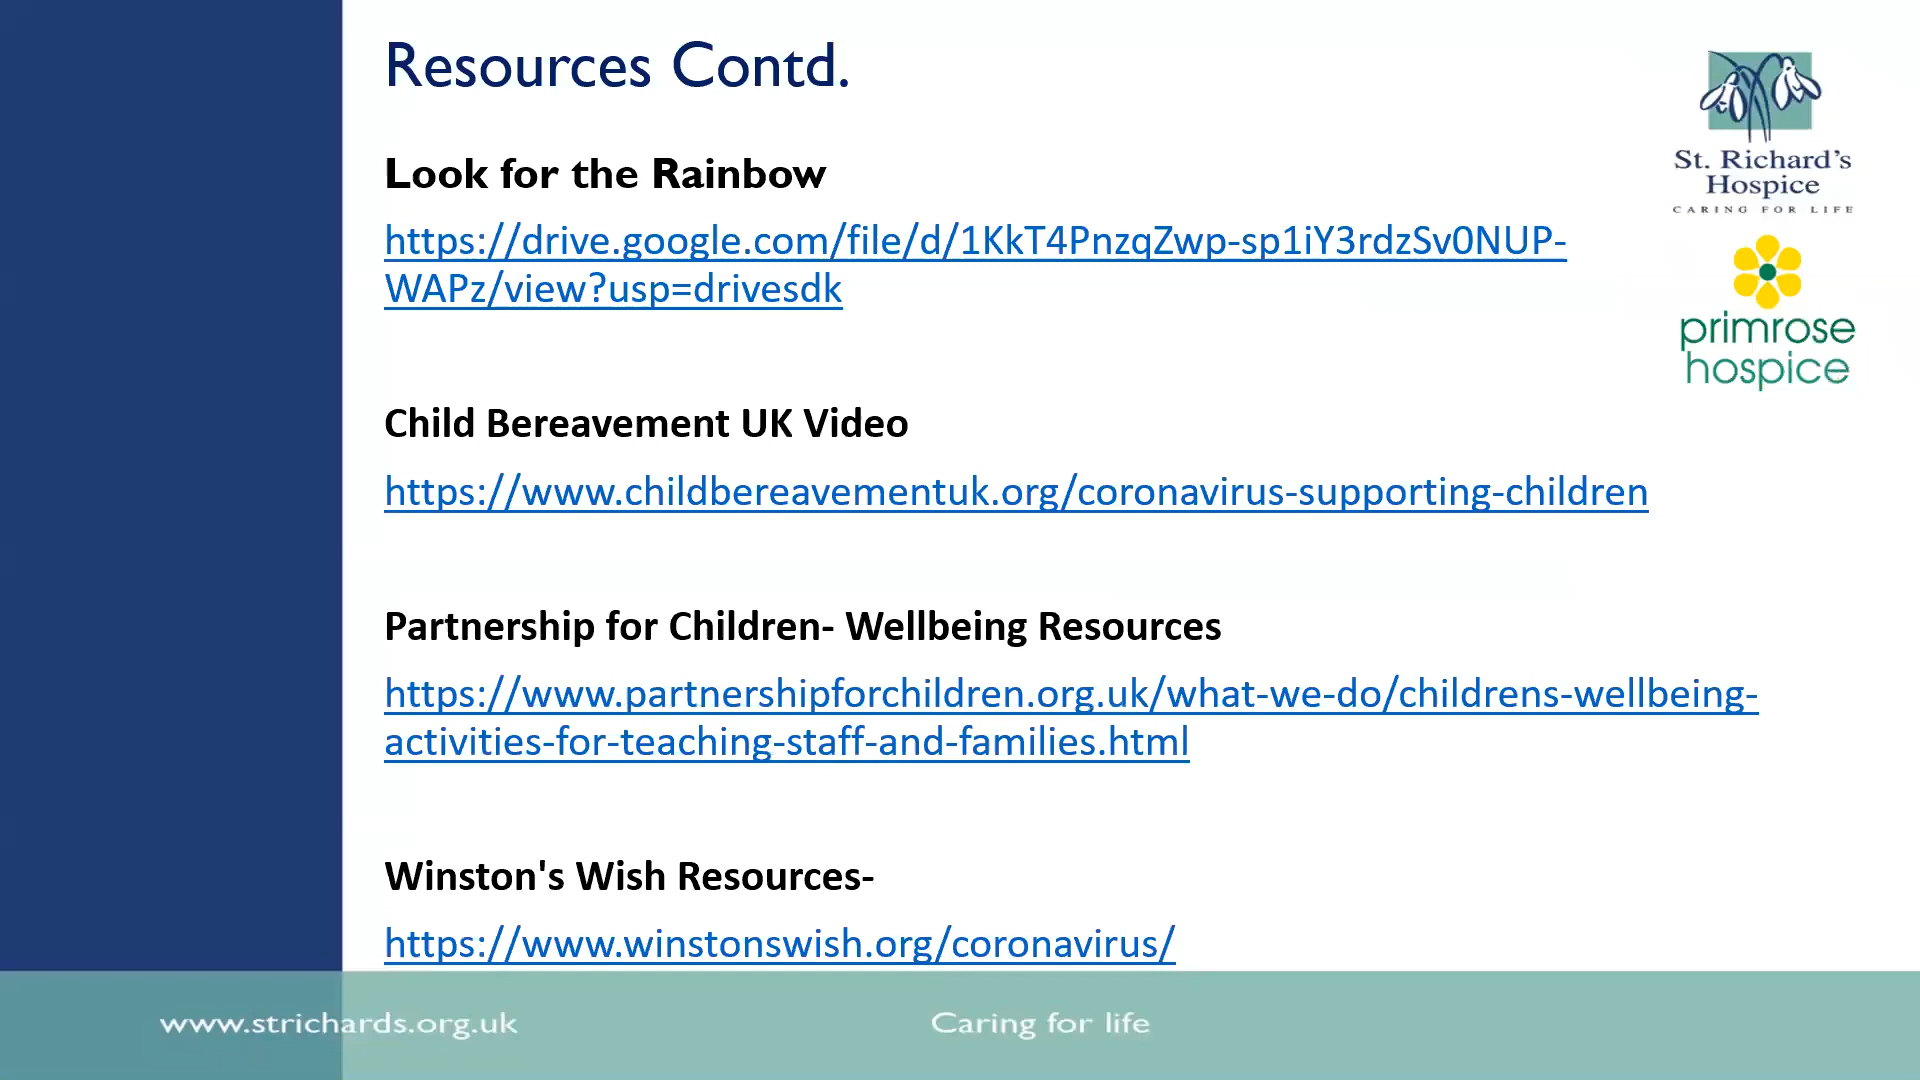 Resources Contd.
St. Richard's
Hospice
CARING FOR LIFE
primrose
hospice
Look for the Rainbow
https://drive.google.com/file/d/1KkT4PnzqZwp-sp1iY3rdzSv0NUP-
WAPz/view?usp=drivesdk
Child Bereavement UK Video
https://www.childbereavementuk.org/coronavirus-supporting-children
Partnership for Children- Wellbeing Resources
https://www.partnershipforchildren.org.uk/what-we-do/childrens-wellbeing-
activities-for-teaching-staff-and-families.html
Winston's Wish Resources-
https://www.winstonswish.org/coronavirus/
www.strichards.org.uk
Caring for life